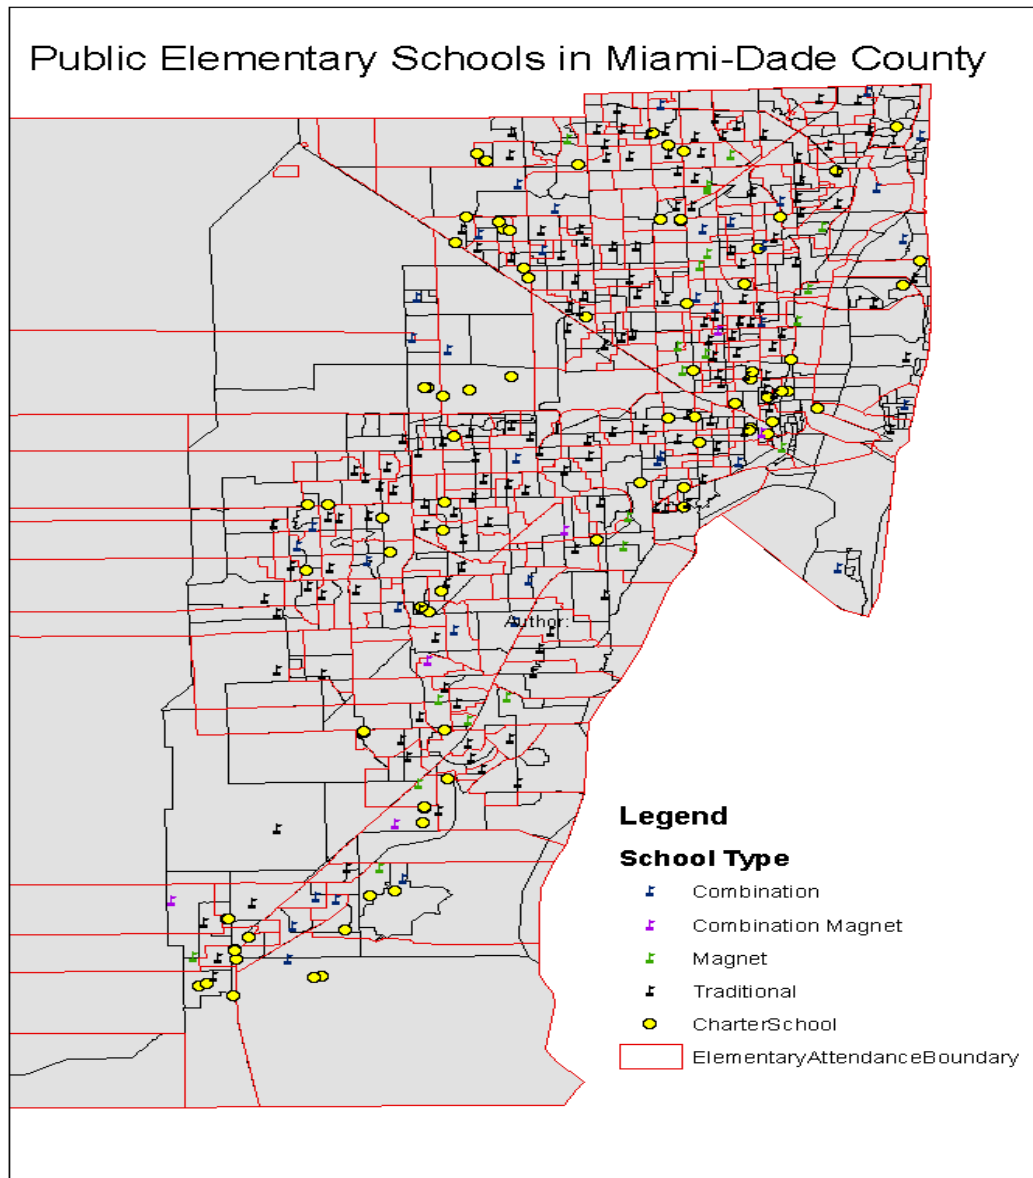 Public Elementary Schools in Miami-Dade County
Author:
Legend
School Type
Combination
Combination Magnet
Magnet
Traditional
CharterSchool
ElementaryAttendanceBoundary